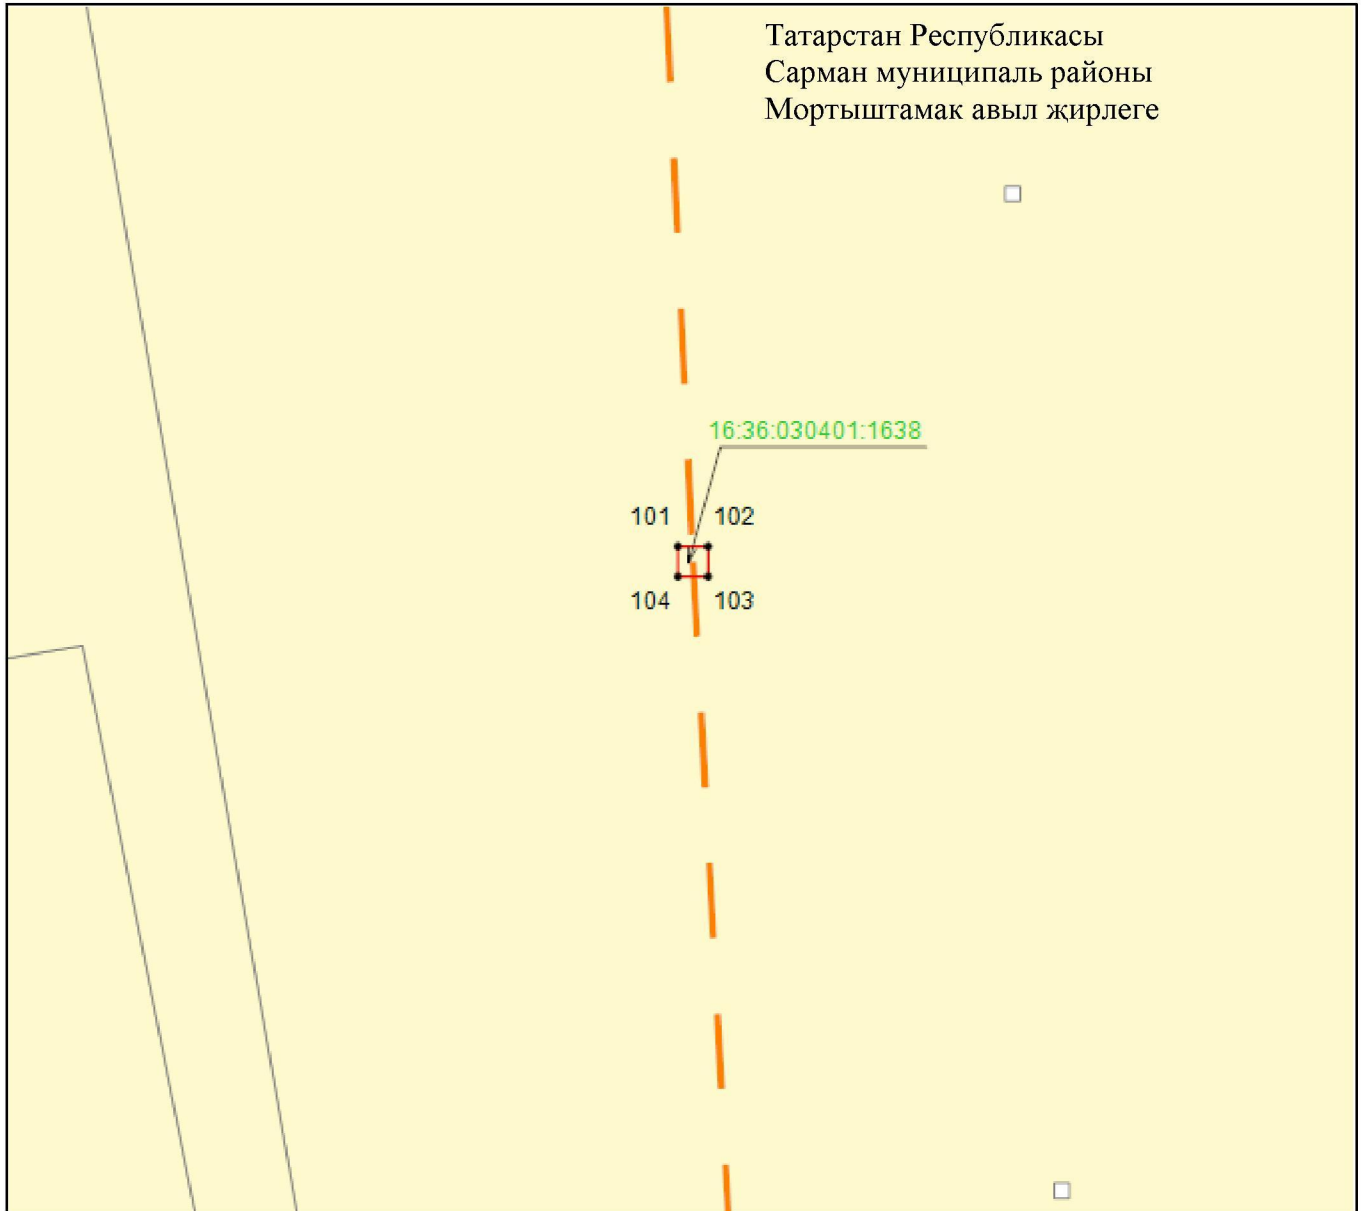 Татарстан Республикасы
Сарман муниципаль районы
Мортыштамак авыл җирлеге
16:36:030401:1638
101 102
104 103